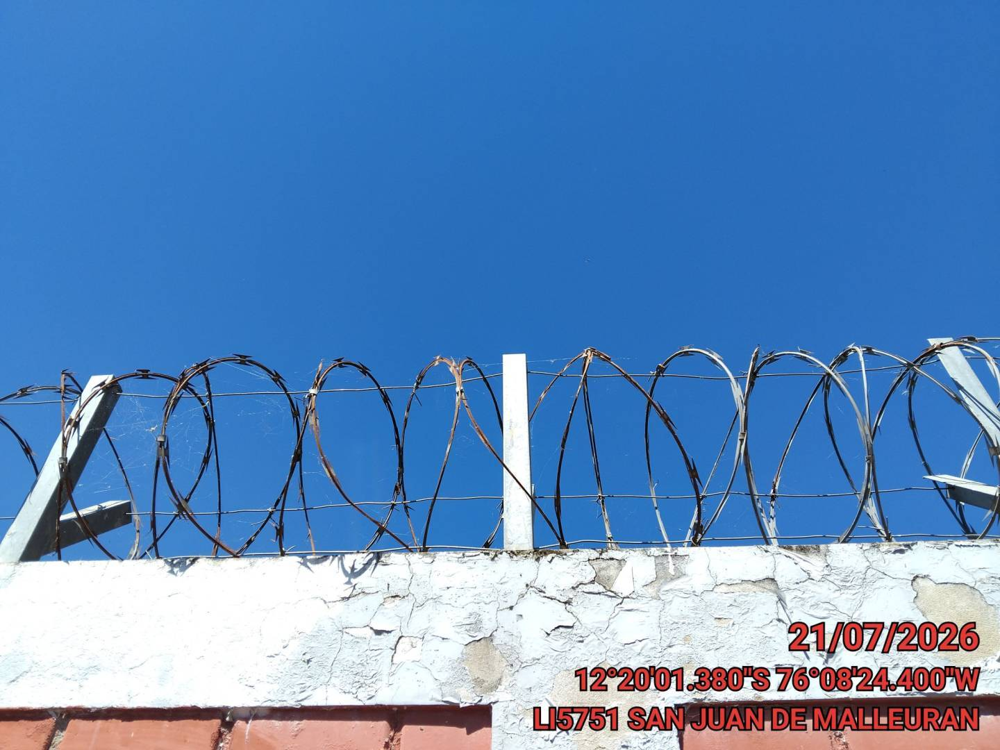 21/07/2026
12°20'01.380"S 76°08'24.400"W
LI5751 SAN JUAN DE MALLEURAN